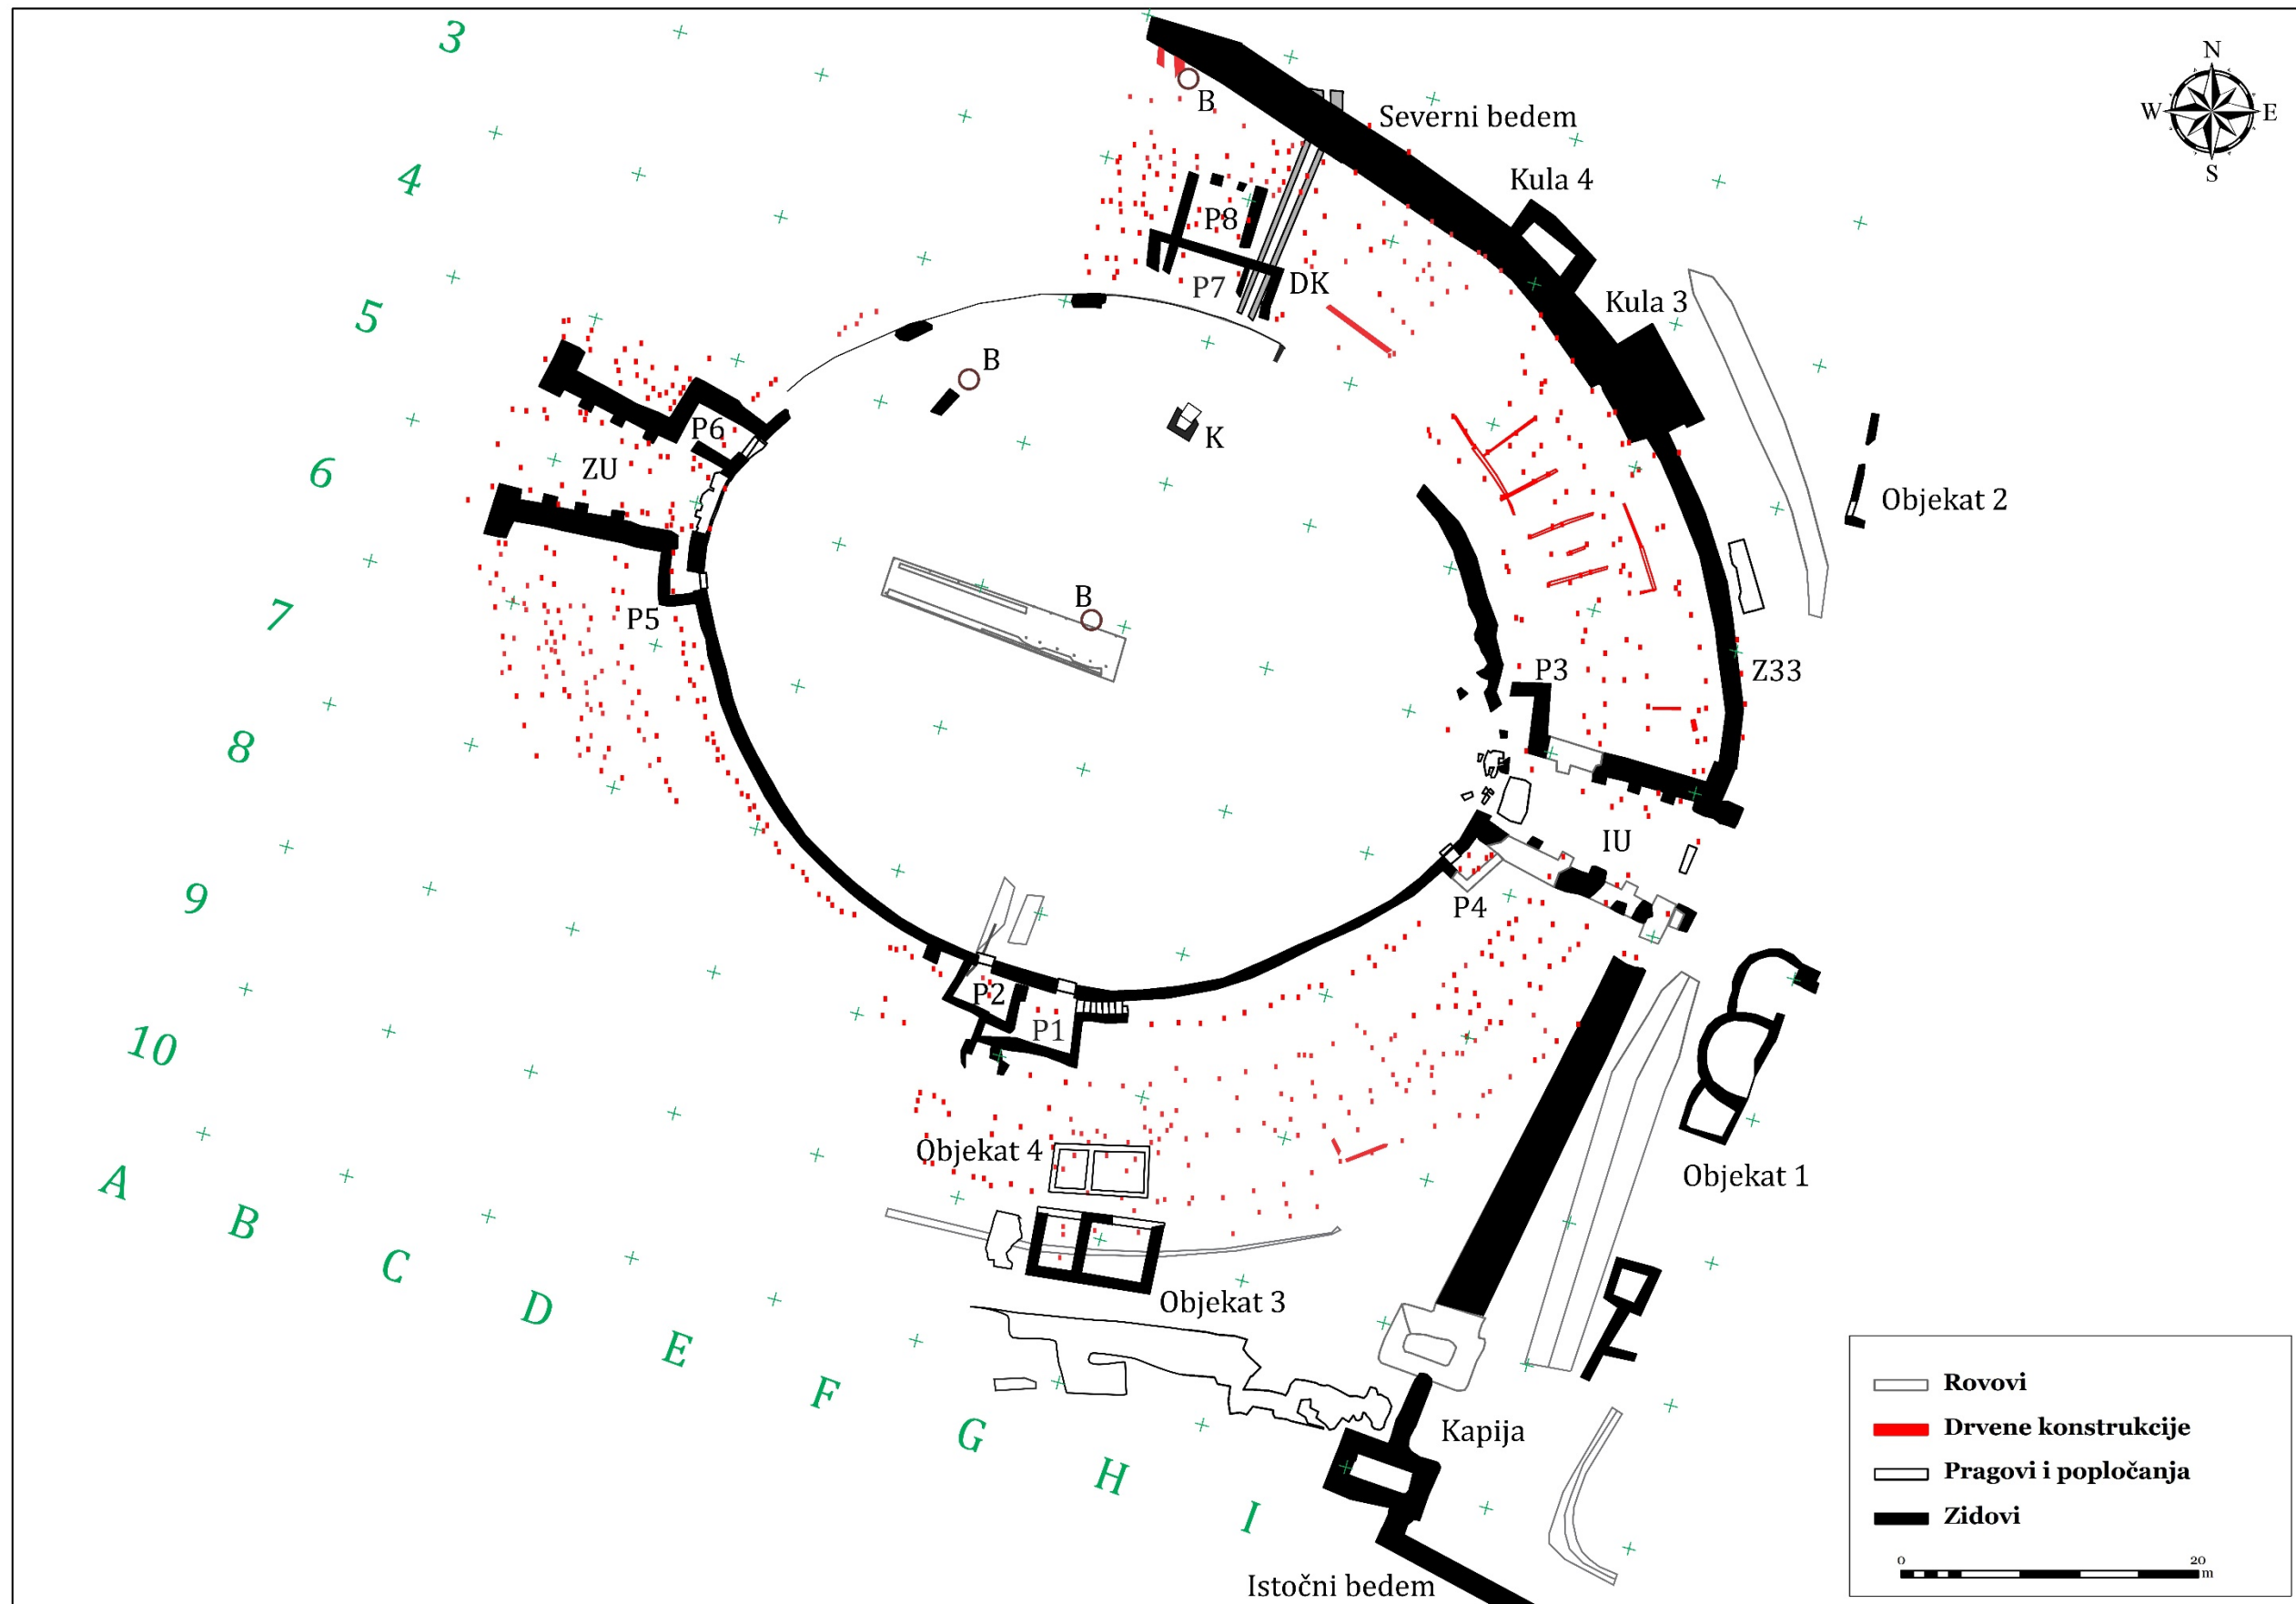 3
N
W
E
S
B
Severni bedem
4
Kula 4
P8
P7
DK
5
Kula 3
B
P6
K
6
ZU
Objekat 2
7
B
P5
P3
Z33
8
IU
9
P4
P2
P1
10
Objekat 4
A
Objekat 1
B
C
D
Objekat 3
E
F
G
Kapija
H
I
Istočni bedem
Rovovi
Drvene konstrukcije
Pragovi i popločanja
Zidovi
0 20
m